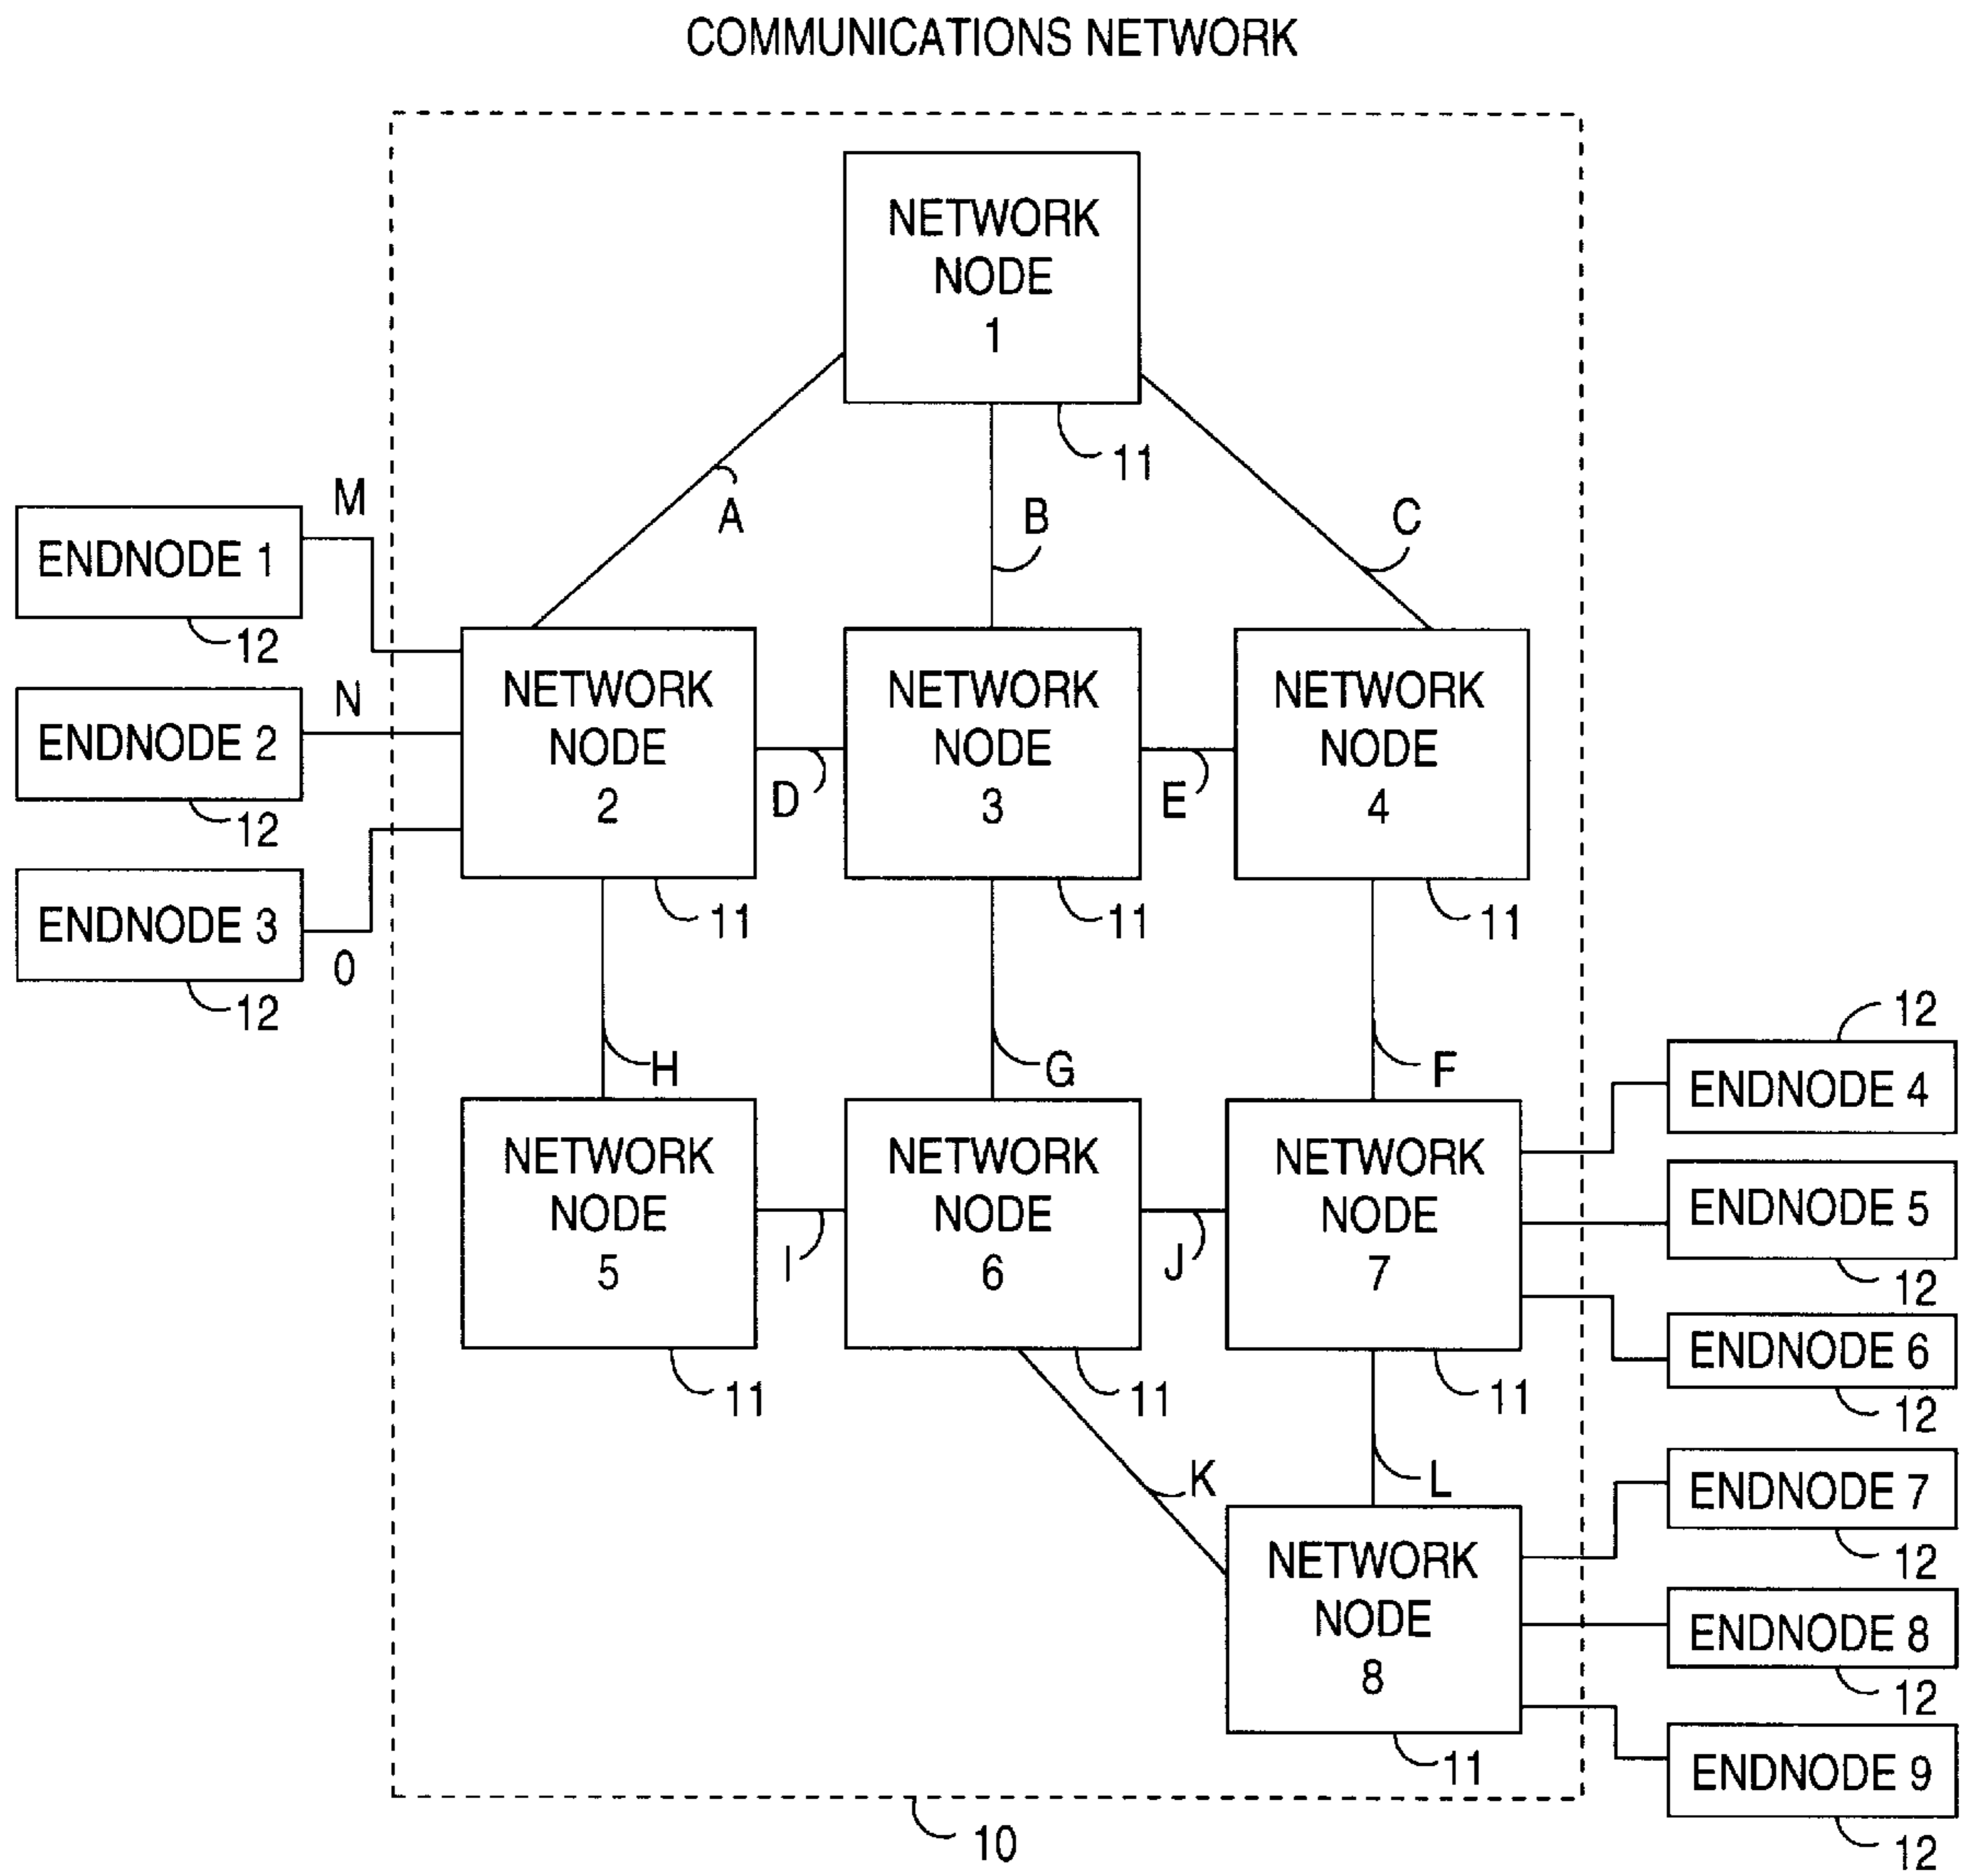 COMMUNICATIONS NETWORK
NETWORK
NODE
1
11
A
B
C
M
ENDNODE 1
12
N
ENDNODE 2
12
ENDNODE 3
O
12
NETWORK
NODE
2
11
D
NETWORK
NODE
3
11
E
NETWORK
NODE
4
11
H
G
F
NETWORK
NODE
5
11
I
NETWORK
NODE
6
11
J
NETWORK
NODE
7
11
12
ENDNODE 4
ENDNODE 5
12
ENDNODE 6
12
K
L
NETWORK
NODE
8
11
ENDNODE 7
12
ENDNODE 8
12
ENDNODE 9
12
10